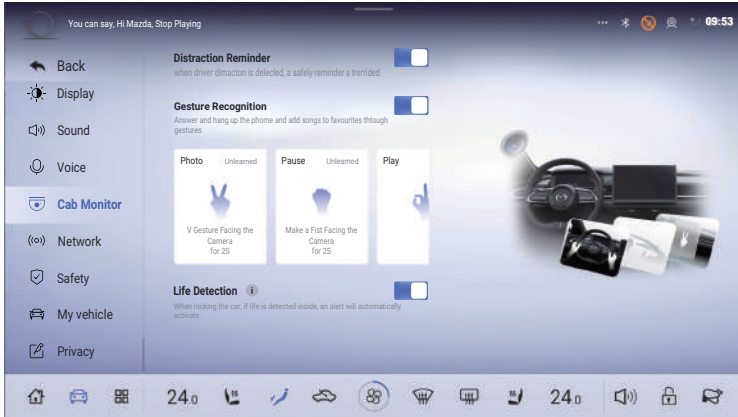 You can say, Hi Mazda, Stop Playing
09:53
Back
Display
Sound
Voice
Cab Monitor
Network
Safety
My vehicle
Privacy
Distraction Reminder
when driver dimacton is delecled, a aafely reminder s trerrided
Gesture Recognition
Answer and hang up the phome and add songs to favourites thtough
gestures
Photo Unlearned
V Gesture Facing the
Camera
for 2S
Pause Unlearned
Make a Fist Facing the
Camera
for 2S
Play
Life Detection
When locking the car, if life is detected inside, an alert will automatically
activate.
24.0
24.0